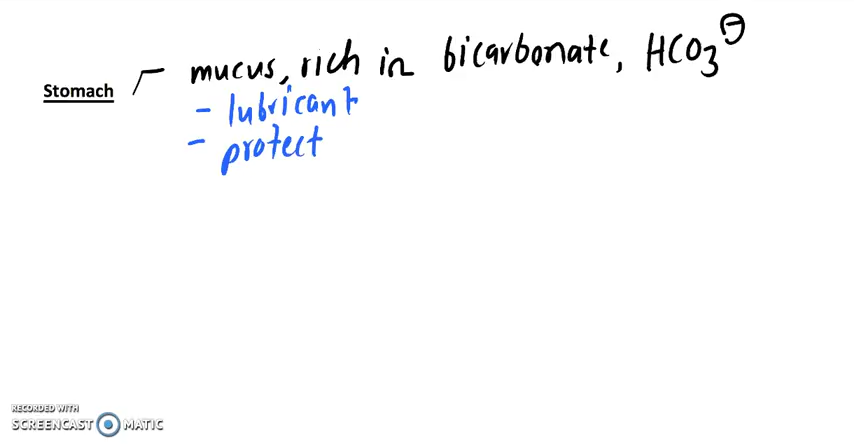 mucus, rich in bicarbonate, HCO3⊖
Stomach
- lubricant
- protect
RECORDED WITH
SCREENCAST MATIC